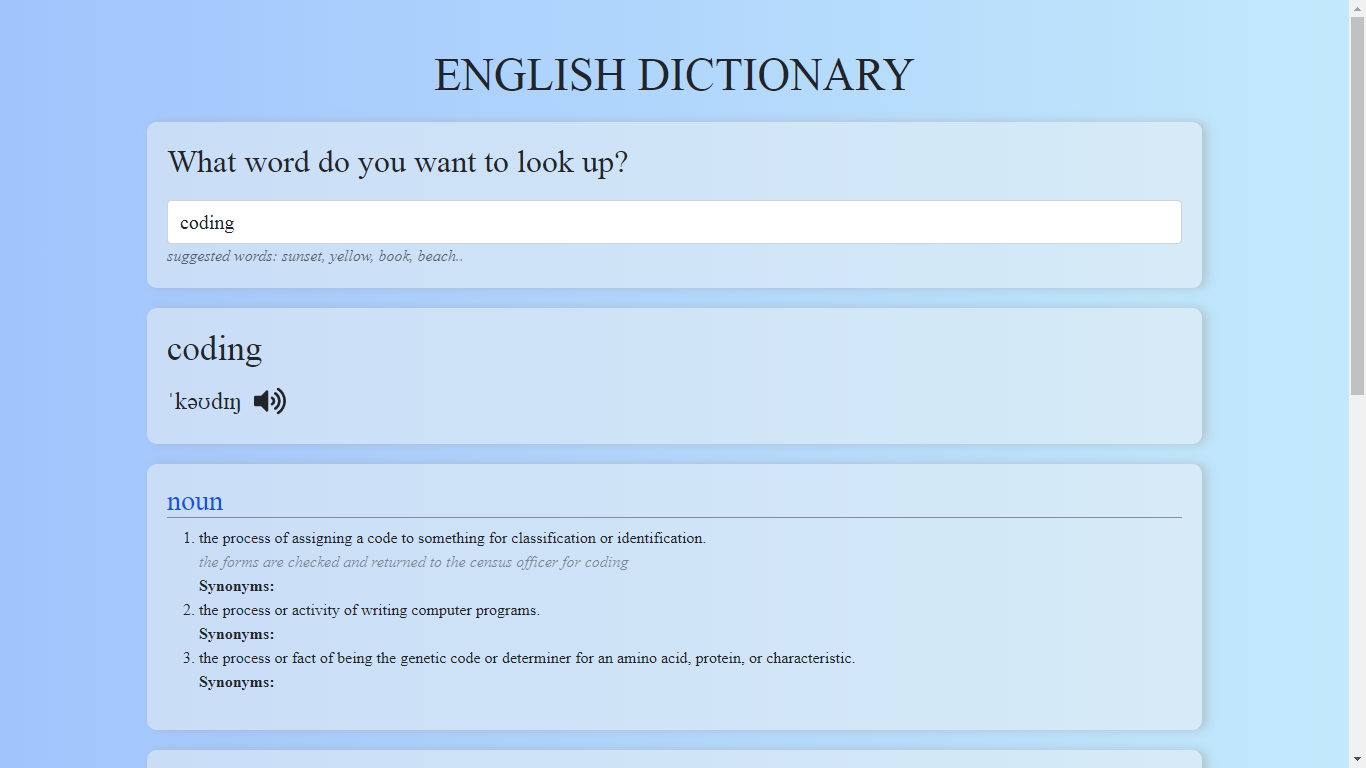 ENGLISH DICTIONARY
What word do you want to look up?
coding
suggested words: sunset, yellow, book, beach..
coding
ˈkəʊdɪŋ
noun
1. the process of assigning a code to something for classification or identification.
the forms are checked and returned to the census officer for coding
Synonyms:
2. the process or activity of writing computer programs.
Synonyms:
3. the process or fact of being the genetic code or determiner for an amino acid, protein, or characteristic.
Synonyms: